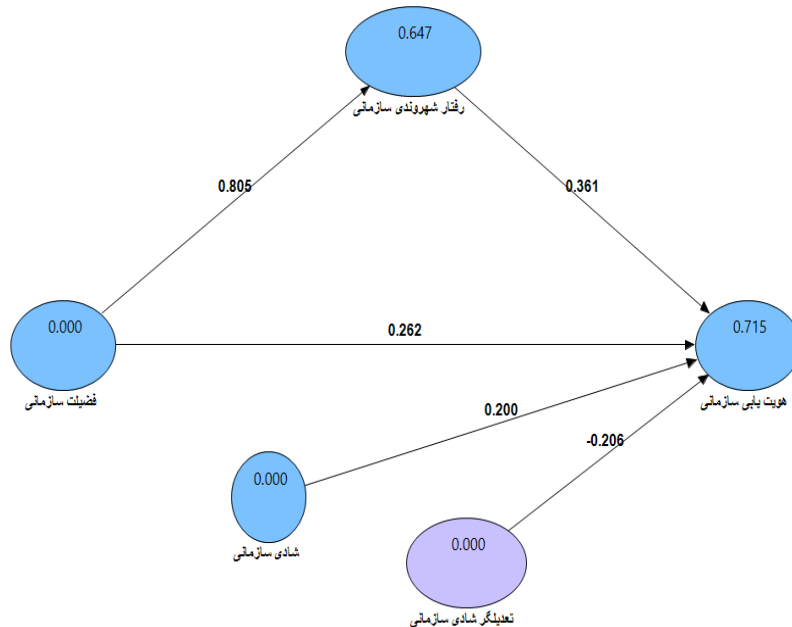 0.647
رفتار شهروندی سازمانی
0.805
0.361
0.000
فضیلت سازمانی
0.262
0.715
هویت یابی سازمانی
0.200
-0.206
0.000
شادی سازمانی
0.000
تعدیلگر شادی سازمانی